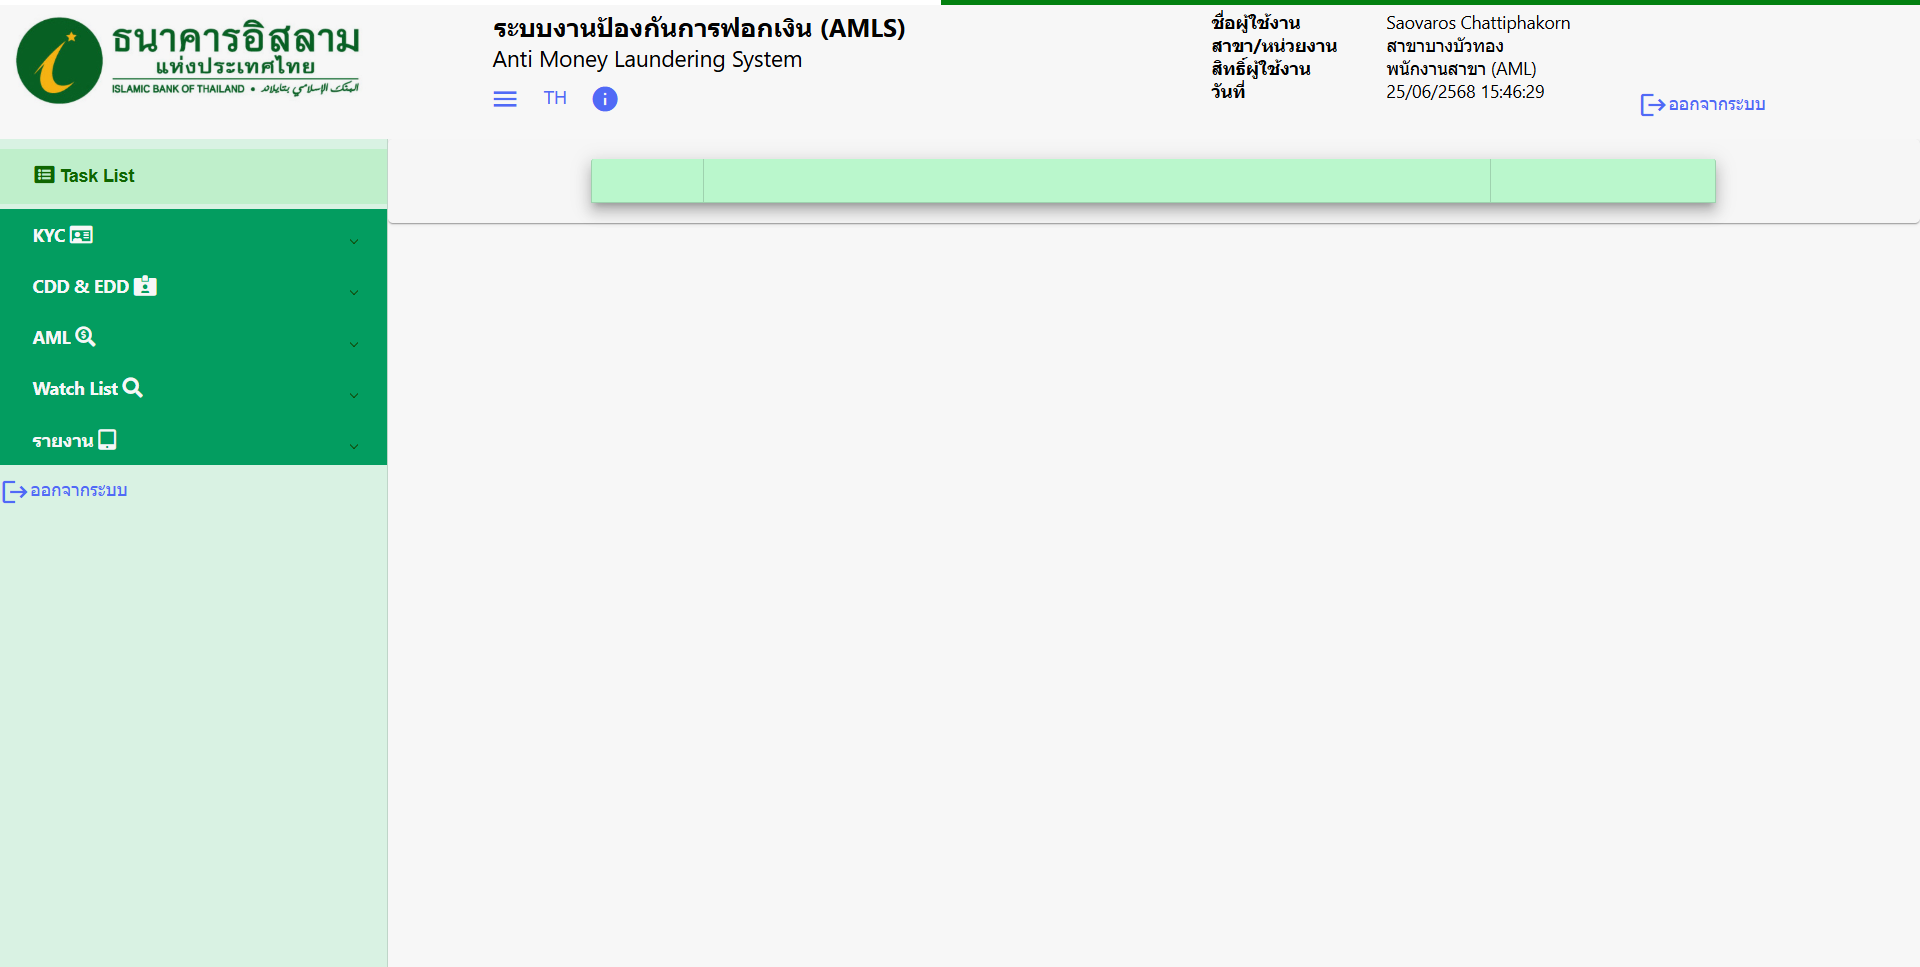 ธนาคารอิสลาม
แห่งประเทศไทย
ISLAMIC BANK OF THAILAND • البنك الإسلامي بتايلاند
ระบบงานป้องกันการฟอกเงิน (AMLS)
Anti Money Laundering System
TH
ชื่อผู้ใช้งาน Saovaros Chattiphakorn
สาขา/หน่วยงาน สาขาบางบัวทอง
สิทธิ์ผู้ใช้งาน พนักงานสาขา (AML)
วันที่ 25/06/2568 15:46:29
ออกจากระบบ
Task List
KYC
CDD & EDD
AML
Watch List
รายงาน
ออกจากระบบ